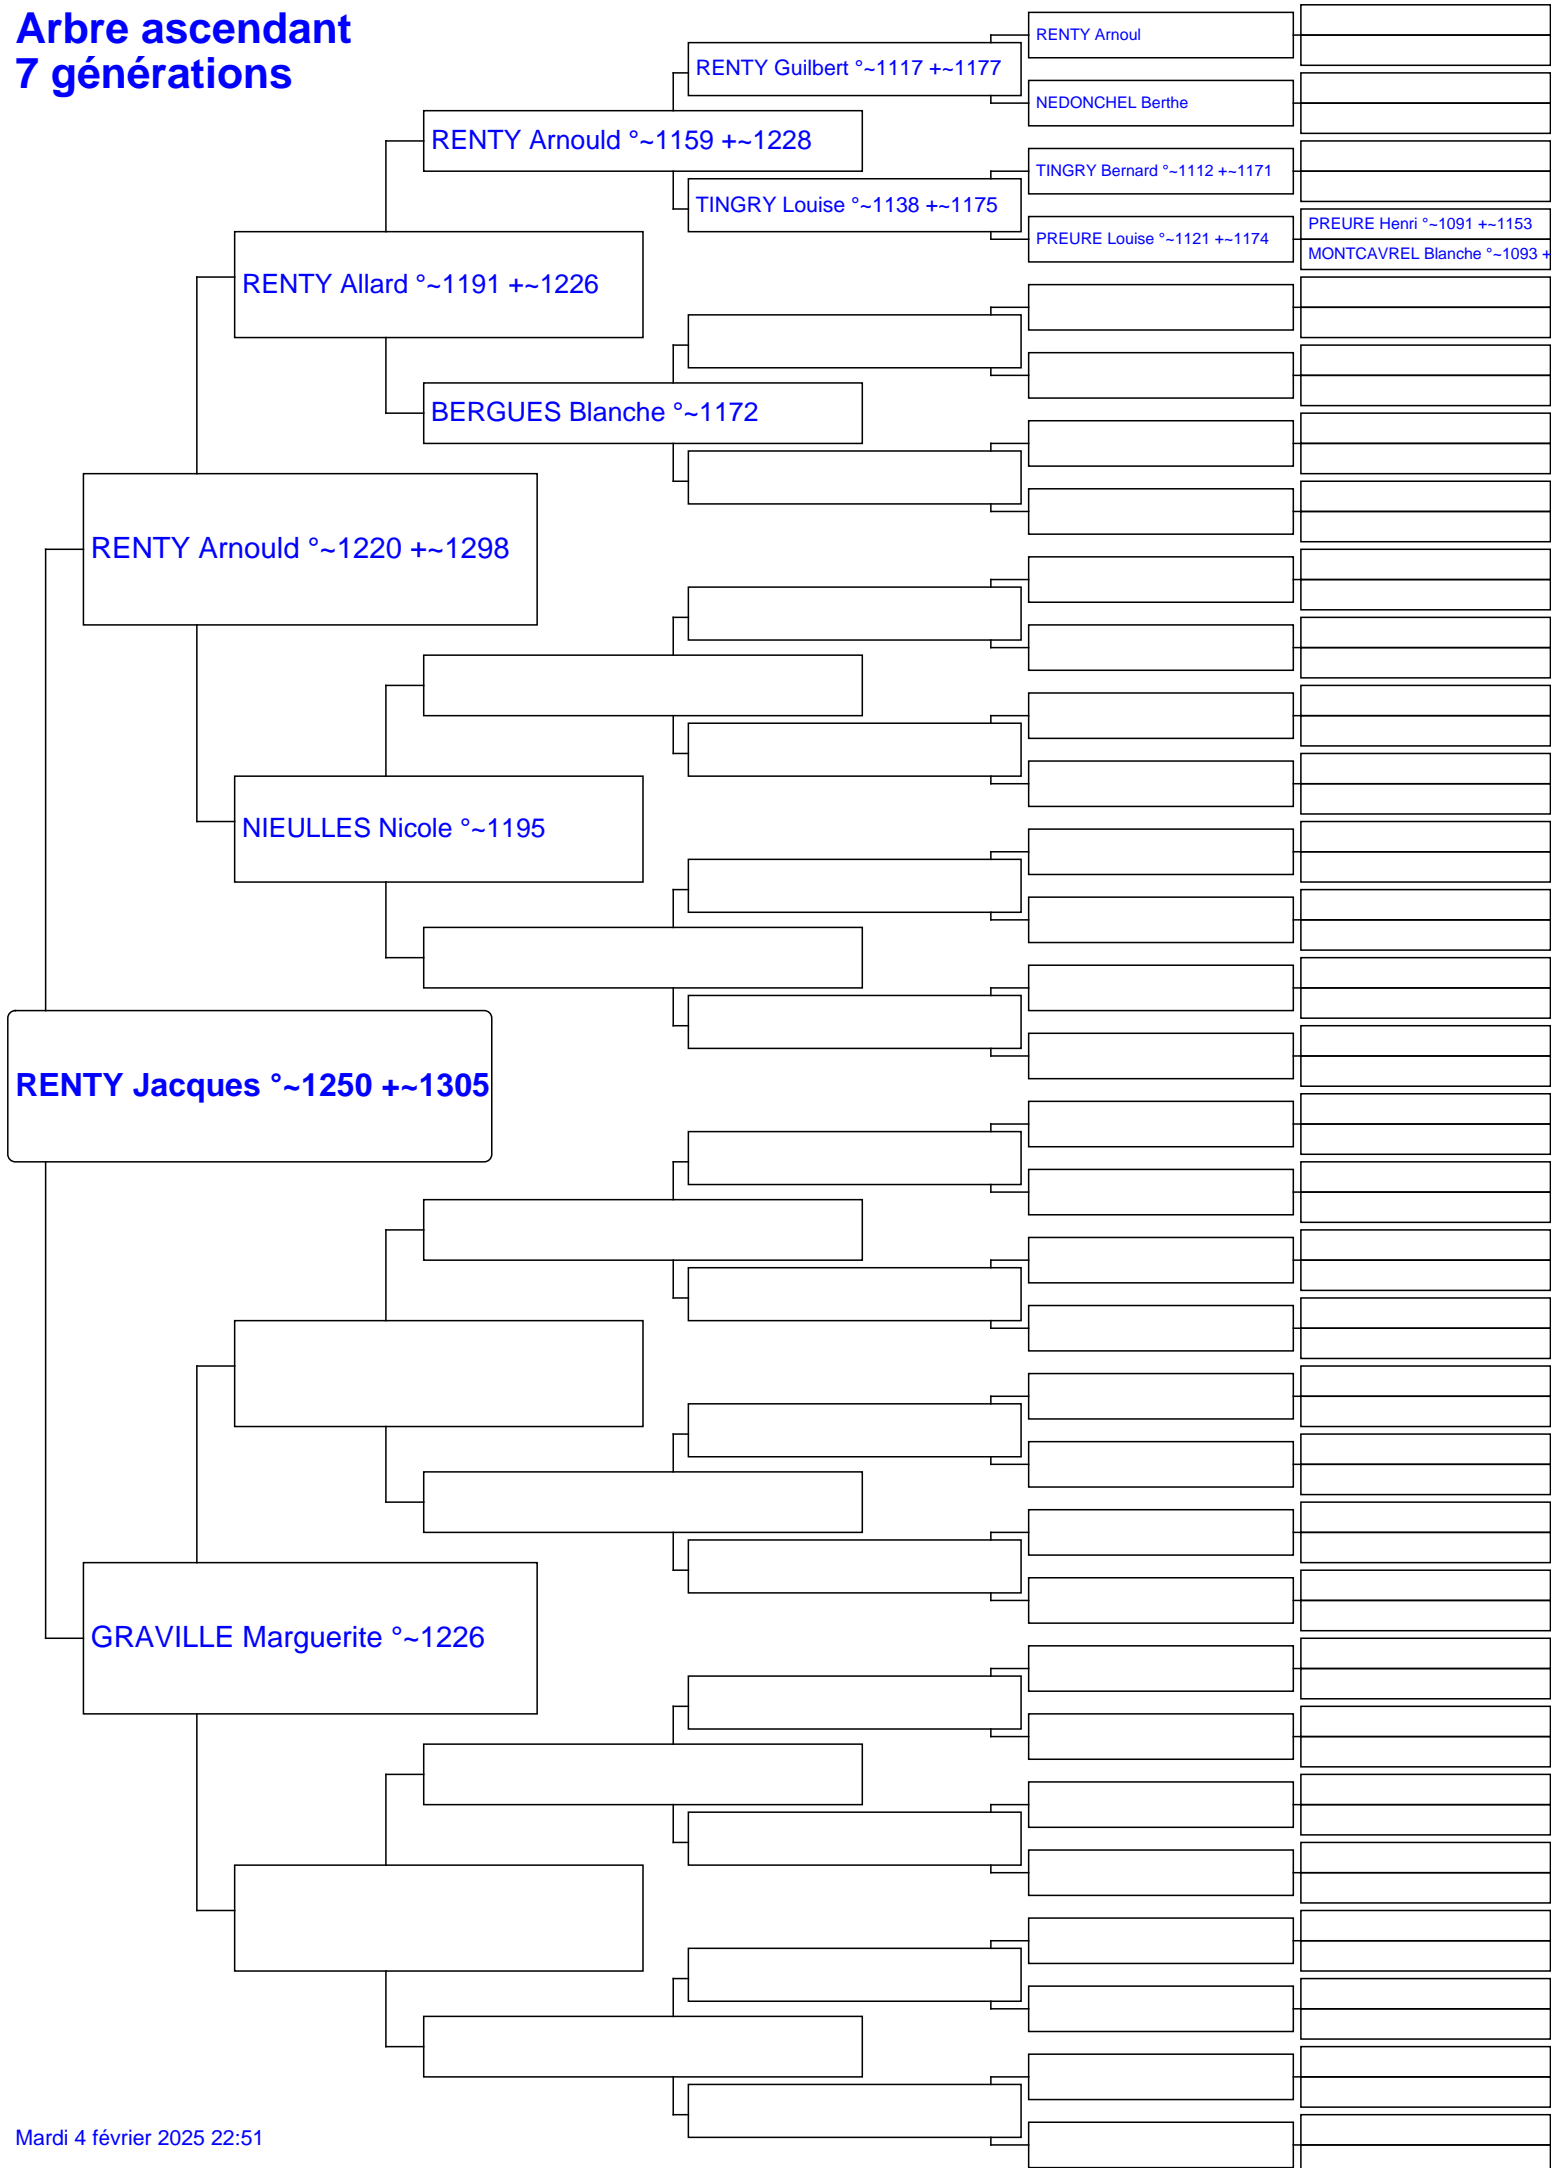 Arbre ascendant
7 générations
RENTY Arnoul
RENTY Guilbert °~1117 +~1177
NEDONCHEL Berthe
RENTY Arnould °~1159 +~1228
TINGRY Bernard °~1112 +~1171
TINGRY Louise °~1138 +~1175
PREURE Henri °~1091 +~1153
PREURE Louise °~1121 +~1174
MONTCAVREL Blanche °~1093 +
RENTY Allard °~1191 +~1226
BERGUES Blanche °~1172
RENTY Arnould °~1220 +~1298
NIEULLES Nicole °~1195
RENTY Jacques °~1250 +~1305
GRAVILLE Marguerite °~1226
Mardi 4 février 2025 22:51